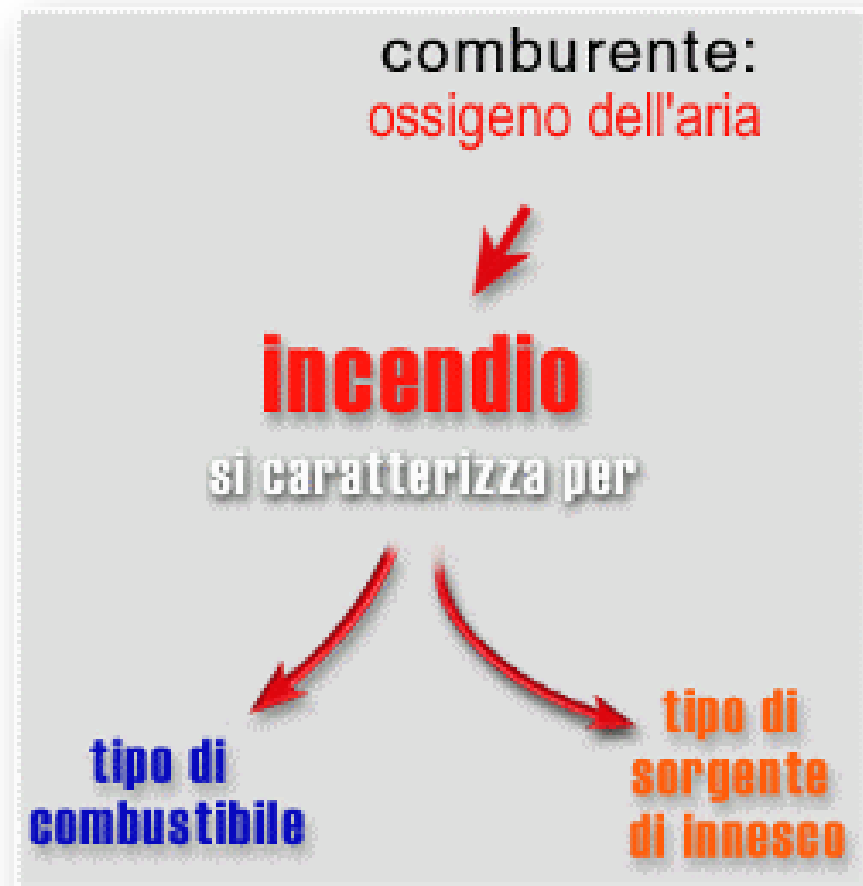 comburente:
ossigeno dell'aria
incendio
si caratterizza per
tipo di
combustibile
tipo di
sorgente
di innesco